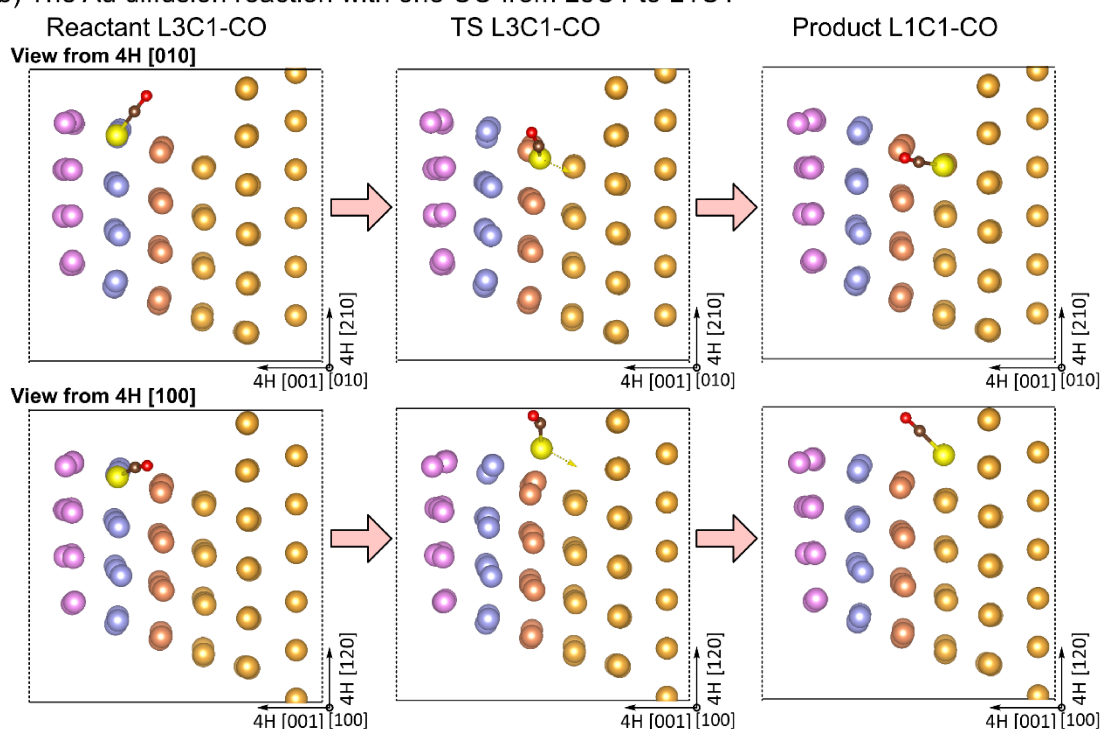 Reactant L3C1-CO TS L3C1-CO Product L1C1-CO
View from 4H [010]
4H [210] 4H [210] 4H [210]
4H [001] [010] 4H [001] [010] 4H [001] [010]
View from 4H [100]
4H [120] 4H [120] 4H [120]
4H [001] [100] 4H [001] [100] 4H [001] [100]